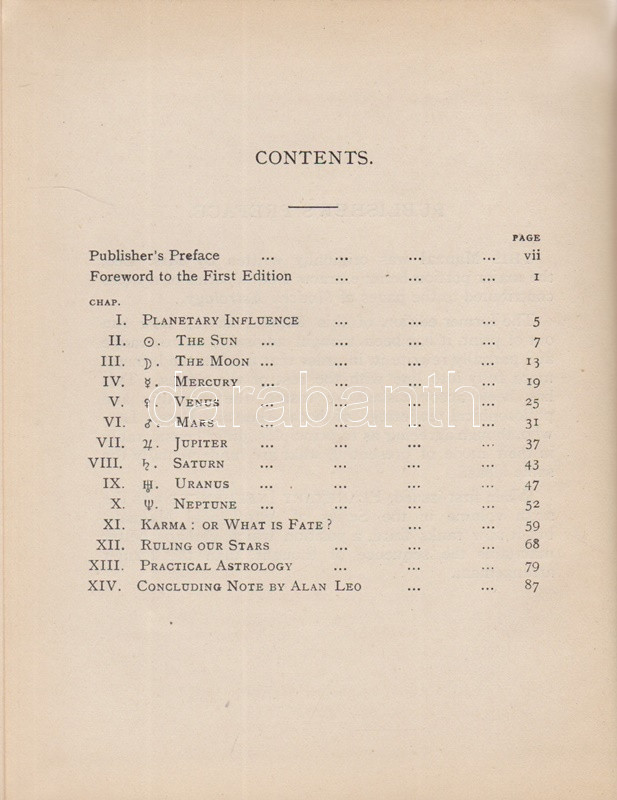 CONTENTS.
PAGE
Publisher's Preface ... ... ... ... vii
Foreword to the First Edition ... ... ... 1
CHAP.
I. PLANETARY INFLUENCE ... ... ... 5
II. ☉. THE SUN ... ... ... ... 7
III. ☽. THE MOON ... ... ... ... 13
IV. ☿. MERCURY ... ... ... ... 19
V. ♀. VENUS ... ... ... ... 25
VI. ♂. MARS ... ... ... ... 31
VII. ♃. JUPITER ... ... ... ... 37
VIII. ♄. SATURN ... ... ... ... 43
IX. ♅. URANUS ... ... ... ... 47
X. ♆. NEPTUNE ... ... ... ... 52
XI. KARMA: OR WHAT IS FATE? ... ... 59
XII. RULING OUR STARS ... ... ... 68
XIII. PRACTICAL ASTROLOGY ... ... ... 79
XIV. CONCLUDING NOTE BY ALAN LEO ... ... 87
darabanth